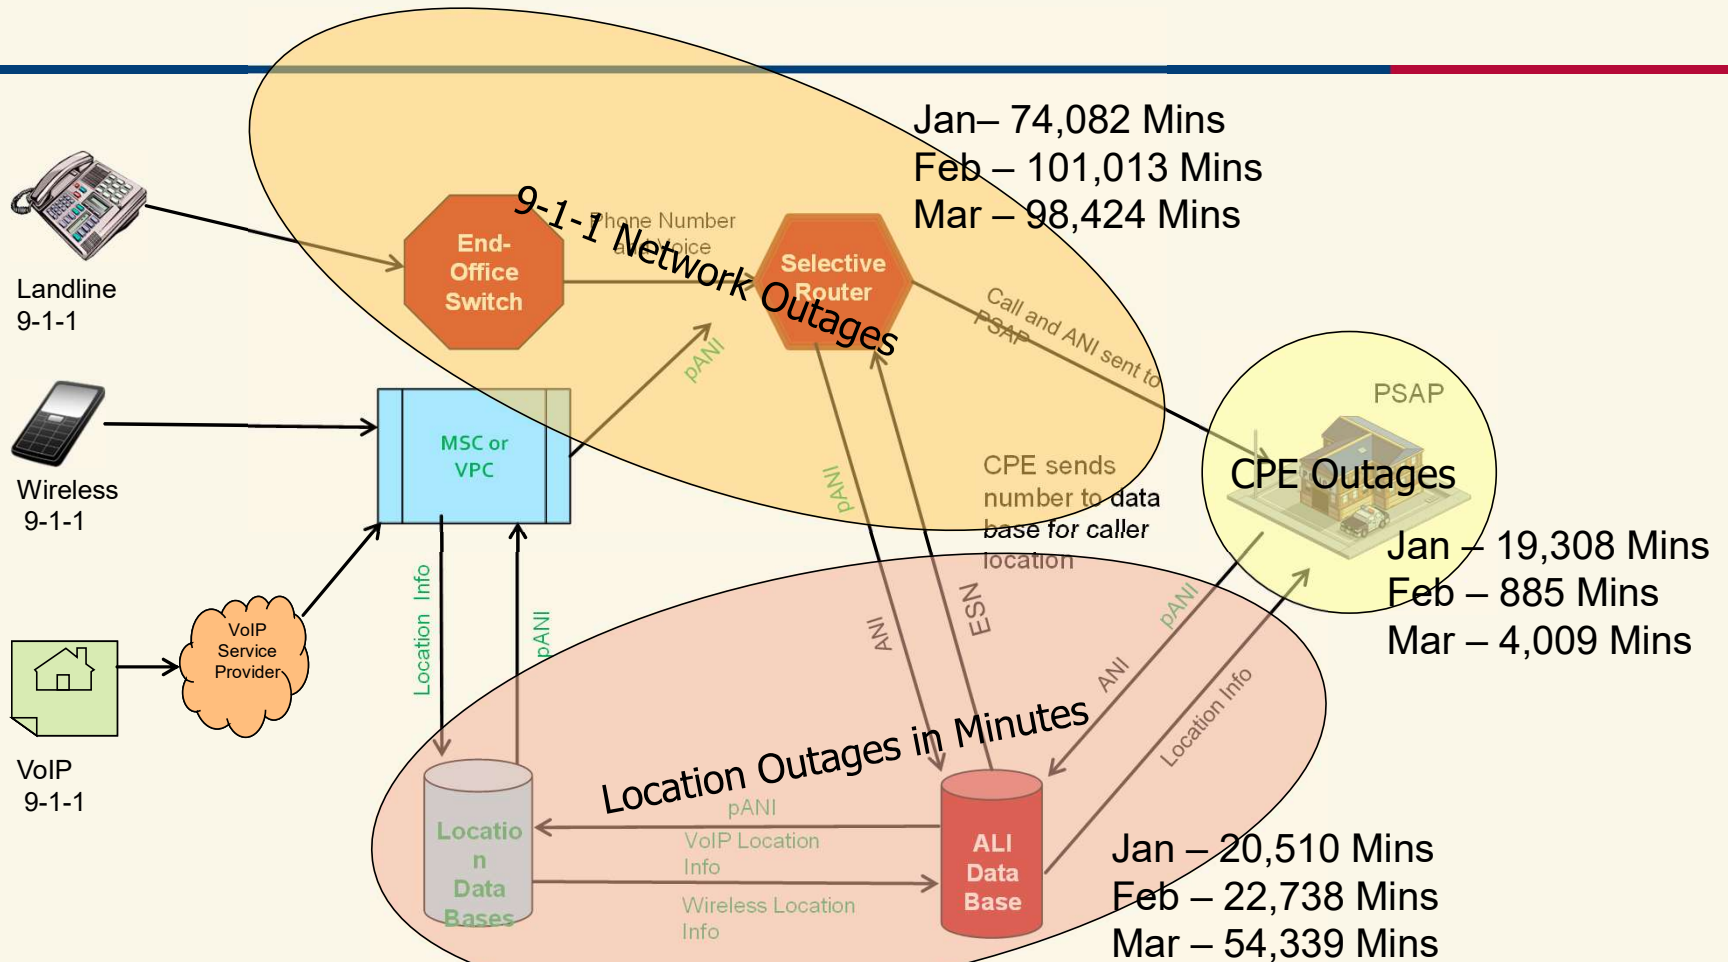 Jan– 74,082 Mins
Feb – 101,013 Mins
Mar – 98,424 Mins
9-1-1 Network Outages
Phone Number
and Voice
End-
Office
Switch
Selective
Router
Landline
9-1-1
Call and ANI sent to
PSAP
pANI
PSAP
MSC or
VPC
CPE Outages
Wireless
9-1-1
pANI
CPE sends
number to data
base for caller
location
Jan – 19,308 Mins
Feb – 885 Mins
Mar – 4,009 Mins
Location Info
pANI
ANI
ESN
pANI
ANI
Location Info
VoIP
Service
Provider
VoIP
9-1-1
Location Outages in Minutes
pANI
VoIP Location
Info
Wireless Location
Info
Locatio
n
Data
Bases
ALI
Data
Base
Jan – 20,510 Mins
Feb – 22,738 Mins
Mar – 54,339 Mins